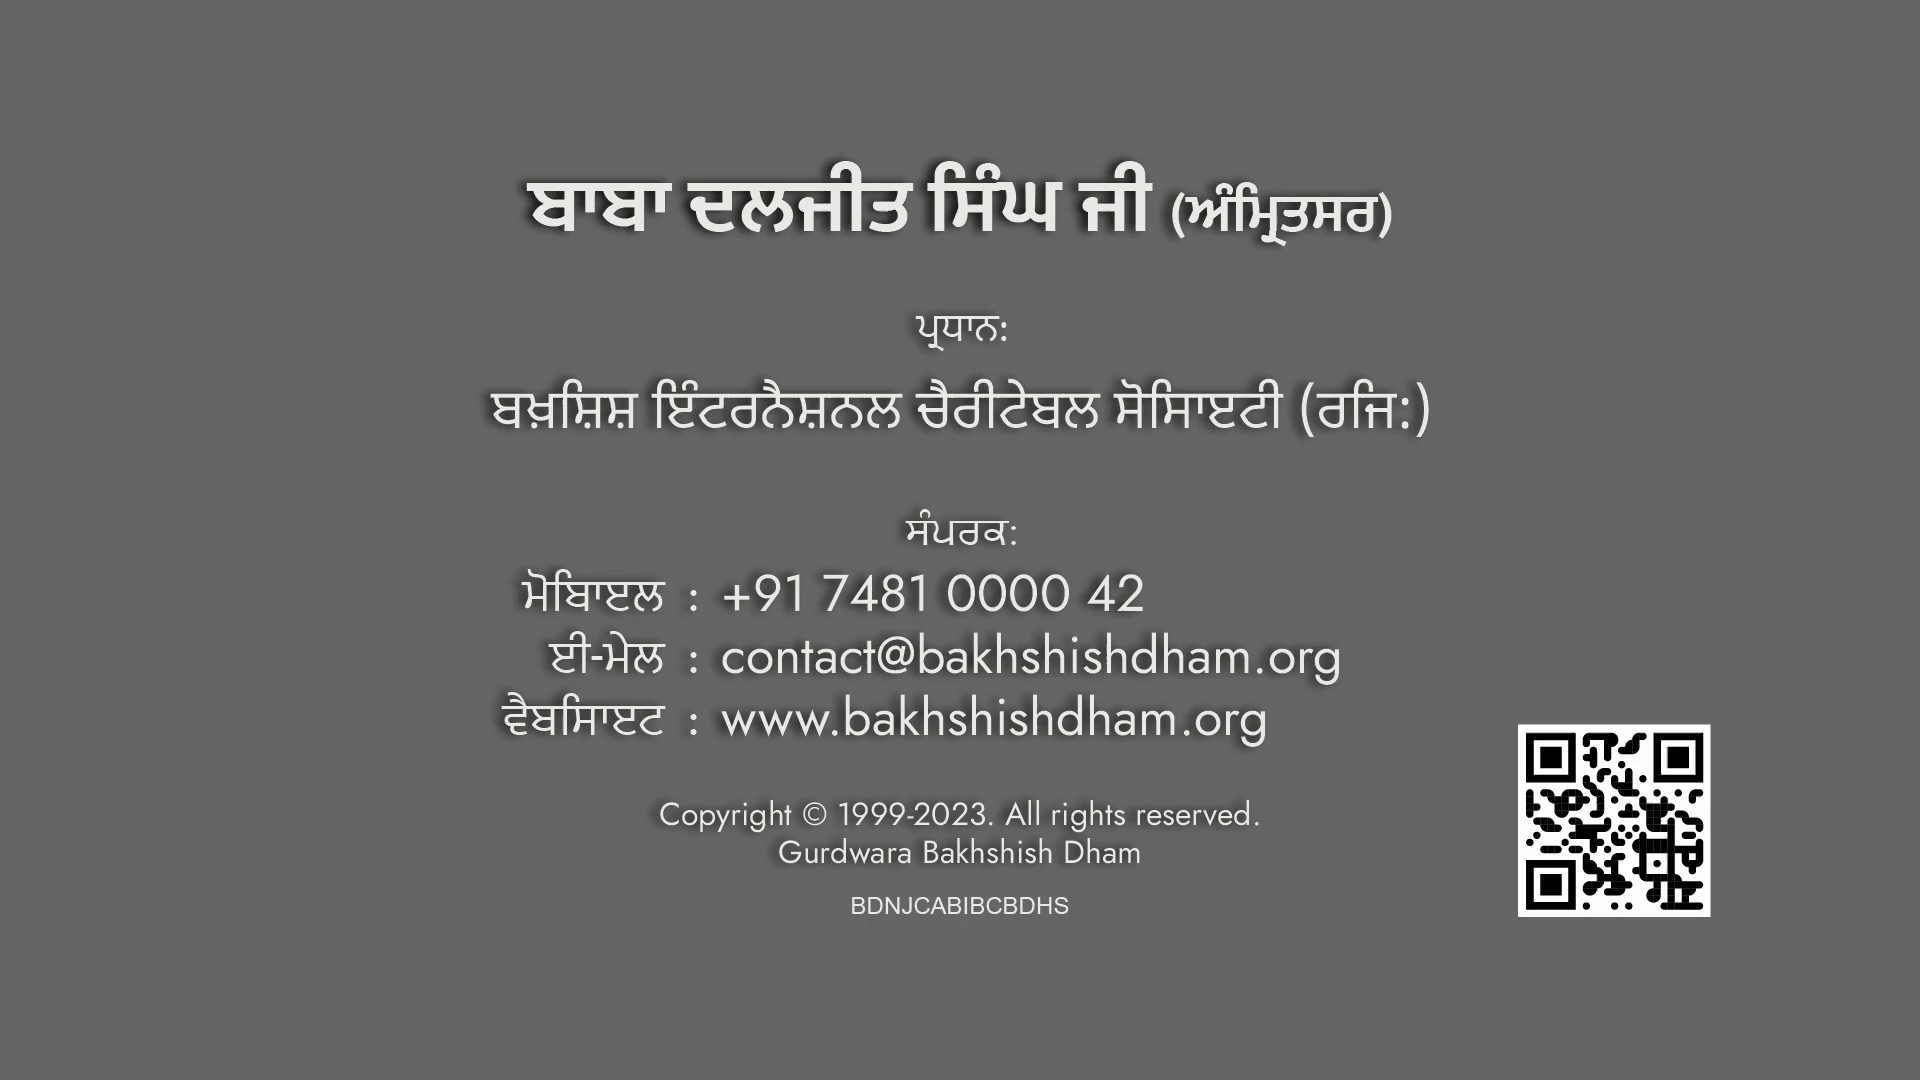 ਬਾਬਾ ਦਲਜੀਤ ਸਿੰਘ ਜੀ (ਅੰਮ੍ਰਿਤਸਰ)
ਪ੍ਰਧਾਨ:
ਬਖ਼ਸ਼ਿਸ਼ ਇੰਟਰਨੈਸ਼ਨਲ ਚੈਰੀਟੇਬਲ ਸੋਸਿਾਇਟੀ (ਰਜਿ:)
ਸੰਪਰਕ:
ਮੋਬਿਾਇਲ : +91 7481 0000 42
ਈ-ਮੇਲ : contact@bakhshishdham.org
ਵੈਬਸਿਾਇਟ : www.bakhshishdham.org
Copyright © 1999-2023. All rights reserved.
Gurdwara Bakhshish Dham
BDNJCABIBCBDHS